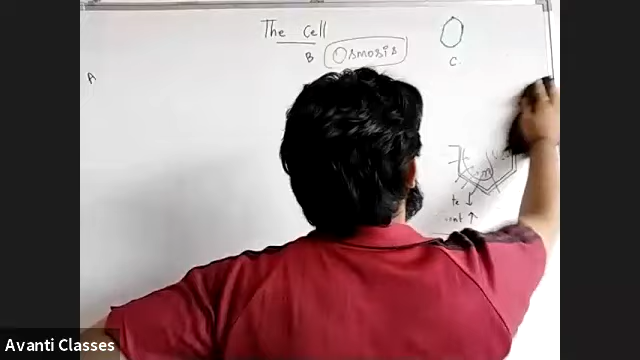 The Cell
B Osmosis
C
A
Avanti Classes